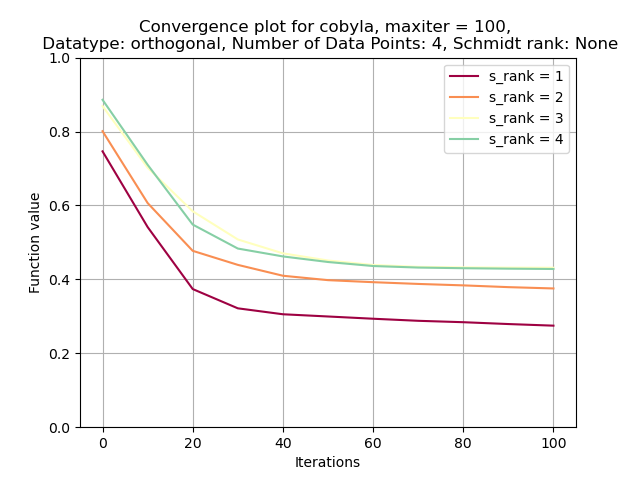 Convergence plot for cobyla, maxiter = 100,
Datatype: orthogonal, Number of Data Points: 4, Schmidt rank: None
s_rank = 1
s_rank = 2
s_rank = 3
s_rank = 4
Function value
1.0
0.8
0.6
0.4
0.2
0.0
0 20 40 60 80 100
Iterations